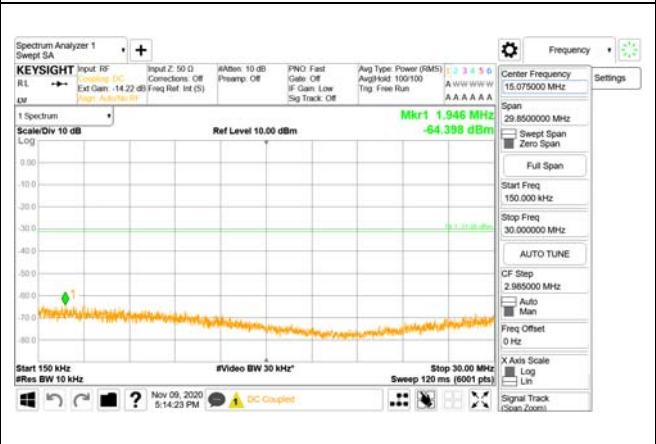 Spectrum Analyzer 1
Swept SA
Frequency
KEYSIGHT
RL
Input: RF
Coupling: DC
Ext Gain: -14.22 dB
Align: Auto/No RF
Input Z: 50 Ω
Corrections: Off
Freq Ref: Int (S)
#Atten: 10 dB
Preamp: Off
PNO: Fast
Gate: Off
IF Gain: Low
Sig Track: Off
Avg Type: Power (RMS)
Avg|Hold: 100/100
Trig: Free Run
1 2 3 4 5 6
A W W W W W
A A A A A A
1 Spectrum
Scale/Div 10 dB
Log
Ref Level 10.00 dBm
Mkr1 1.946 MHz
-64.398 dBm
0.00
-10.0
-20.0
-30.0
-40.0
-50.0
-60.0
-70.0
-80.0
1
Start 150 kHz
#Res BW 10 kHz
#Video BW 30 kHz*
Stop 30.00 MHz
Sweep 120 ms (6001 pts)
Nov 09, 2020
5:14:23 PM
DC Coupled
Center Frequency
15.075000 MHz
Settings
Span
29.8500000 MHz
Swept Span
Zero Span
Full Span
Start Freq
150.000 kHz
Stop Freq
30.000000 MHz
AUTO TUNE
CF Step
2.985000 MHz
Auto
Man
Freq Offset
0 Hz
X Axis Scale
Log
Lin
Signal Track
(Span Zoom)